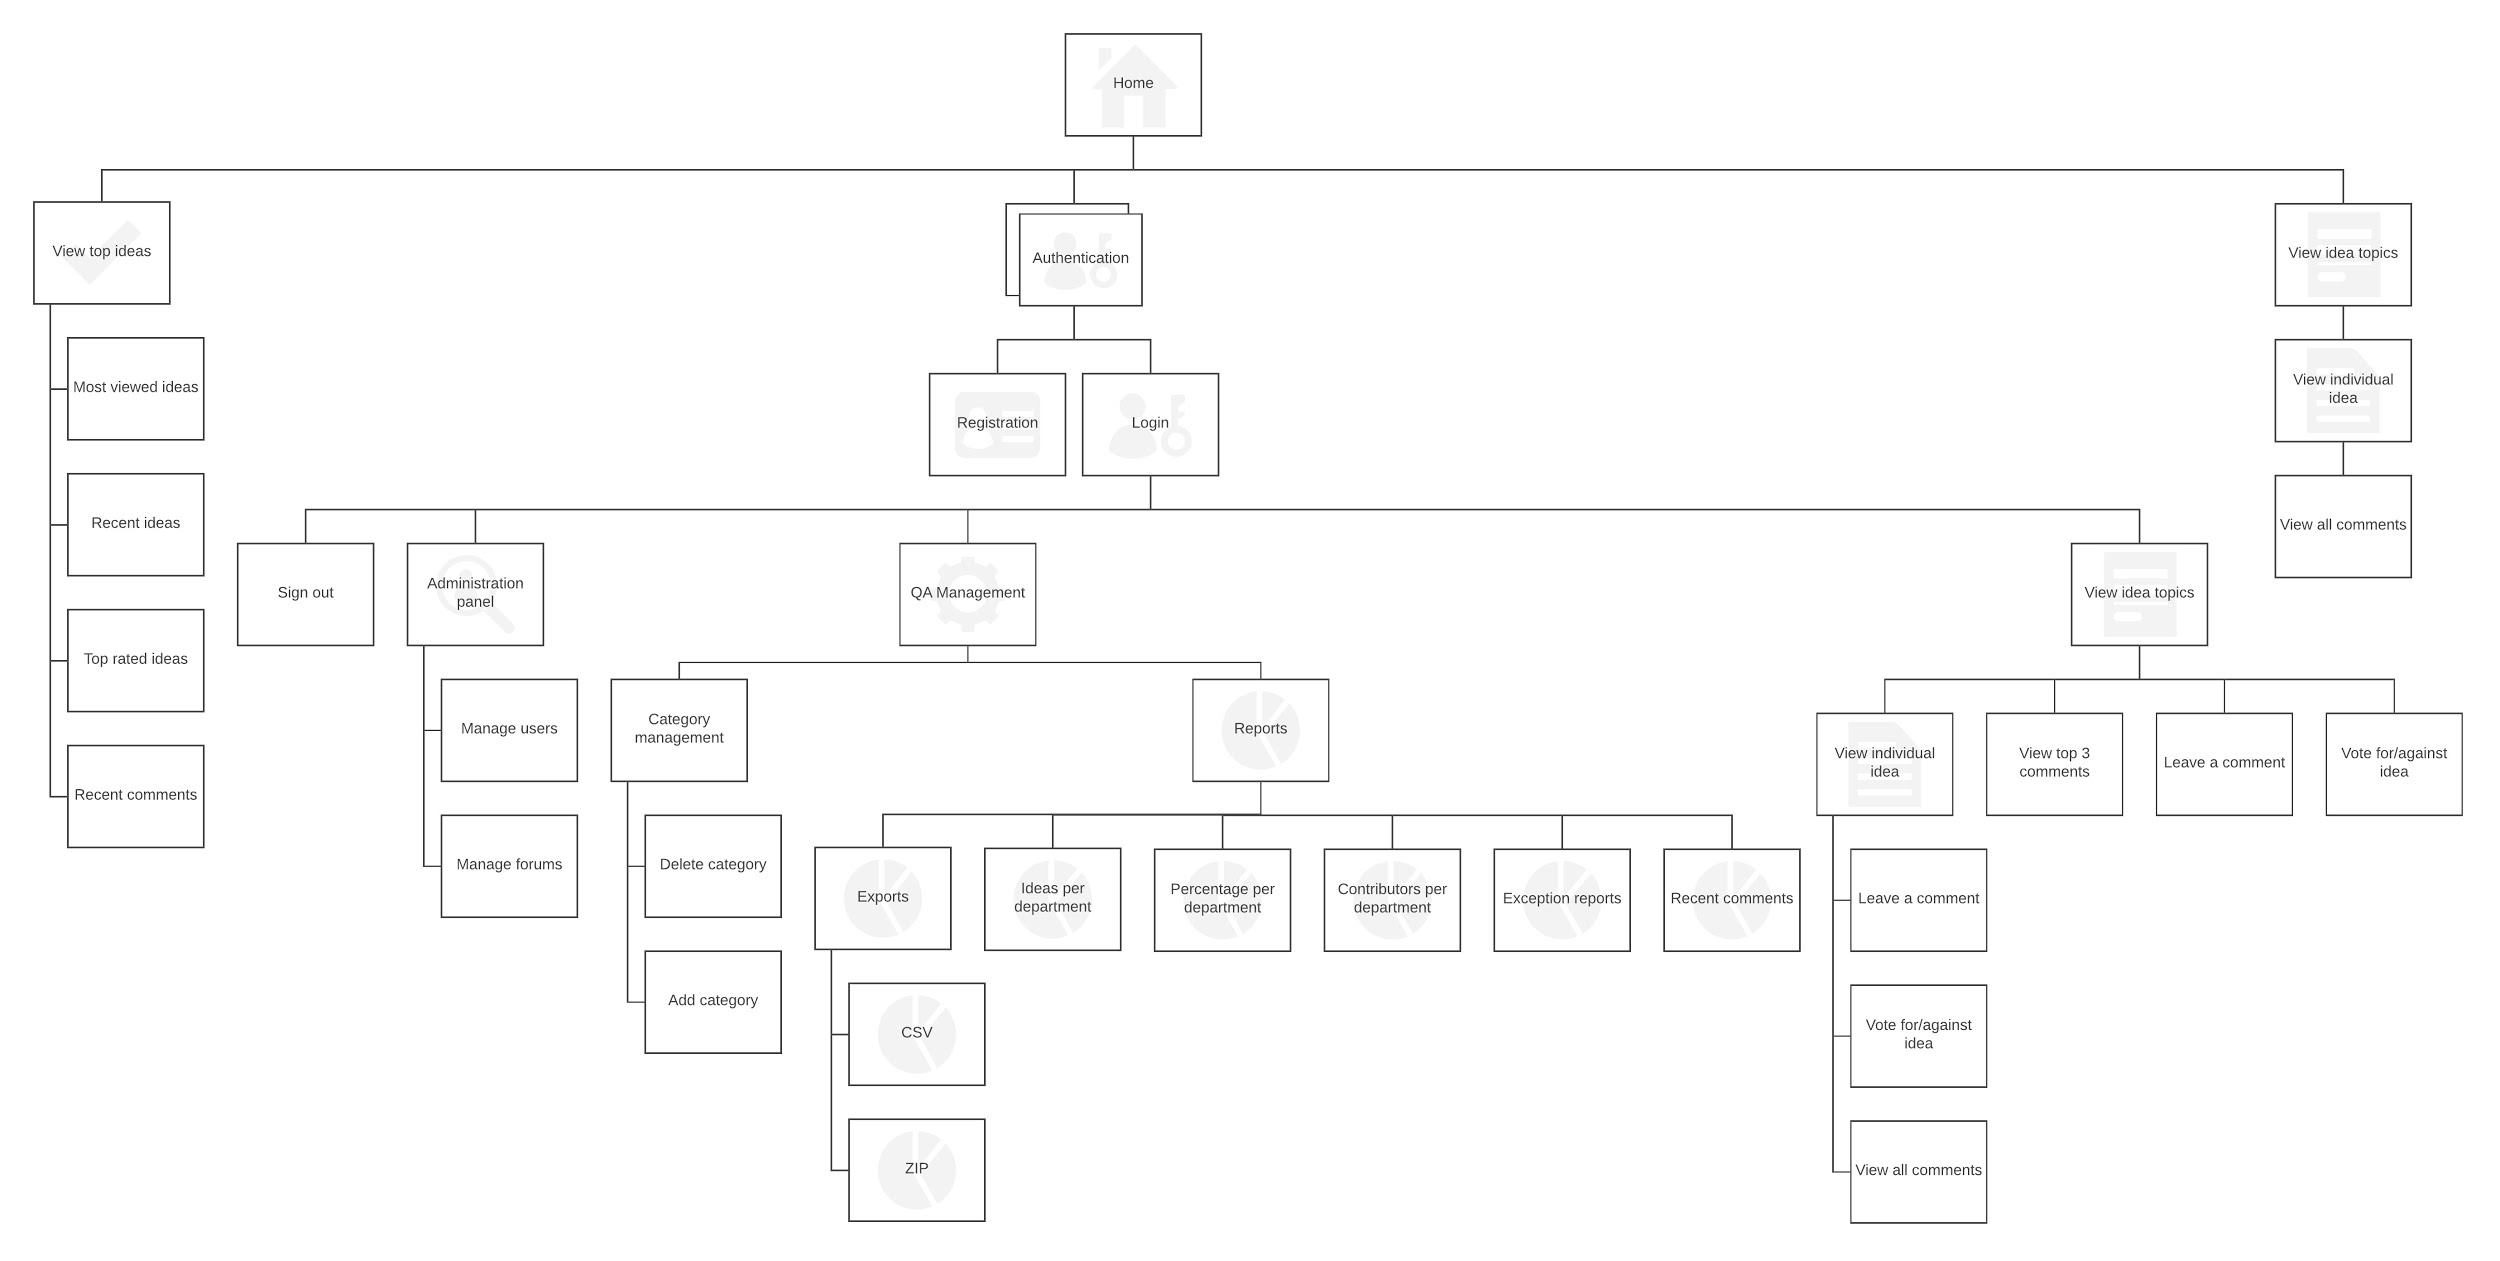 Home
View top ideas
Authentication
View idea topics
Most viewed ideas
Registration
Login
View individual
idea
Recent ideas
View all comments
Sign out
Administration
panel
QA Management
View idea topics
Top rated ideas
Manage users
Category
management
Reports
View individual
idea
View top 3
comments
Leave a comment
Vote for/against
idea
Recent comments
Manage forums
Delete category
Exports
Ideas per
department
Percentage per
department
Contributors per
department
Exception reports
Recent comments
Leave a comment
Add category
CSV
Vote for/against
idea
ZIP
View all comments